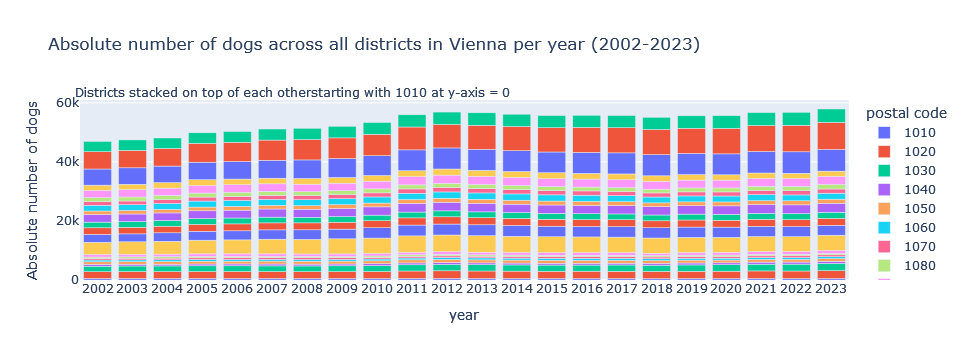 Absolute number of dogs across all districts in Vienna per year (2002-2023)
Districts stacked on top of each otherstarting with 1010 at y-axis = 0
Absolute number of dogs
60k
40k
20k
0
2002 2003 2004 2005 2006 2007 2008 2009 2010 2011 2012 2013 2014 2015 2016 2017 2018 2019 2020 2021 2022 2023
year
postal code
1010
1020
1030
1040
1050
1060
1070
1080